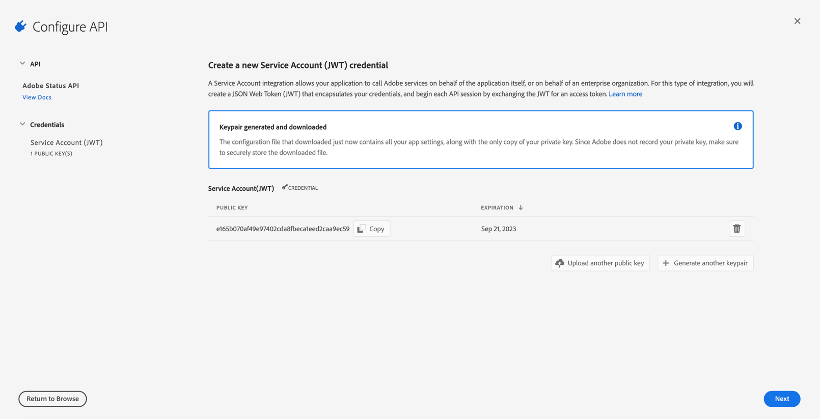 Configure API
API
Adobe Status API
View Docs
Credentials
Service Account (JWT)
1 PUBLIC KEY(S)
Create a new Service Account (JWT) credential
A Service Account integration allows your application to call Adobe services on behalf of the application itself, or on behalf of an enterprise organization. For this type of integration, you will
create a JSON Web Token (JWT) that encapsulates your credentials, and begin each API session by exchanging the JWT for an access token. Learn more
Keypair generated and downloaded
The configuration file that downloaded just now contains all your app settings, along with the only copy of your private key. Since Adobe does not record your private key, make sure
to securely store the downloaded file.
Service Account(JWT) CREDENTIAL
PUBLIC KEY EXPIRATION
e165b070af49e97402cda8fbeca1eed2caa9ec59 Copy Sep 21, 2023
Upload another public key Generate another keypair
Return to Browse Next